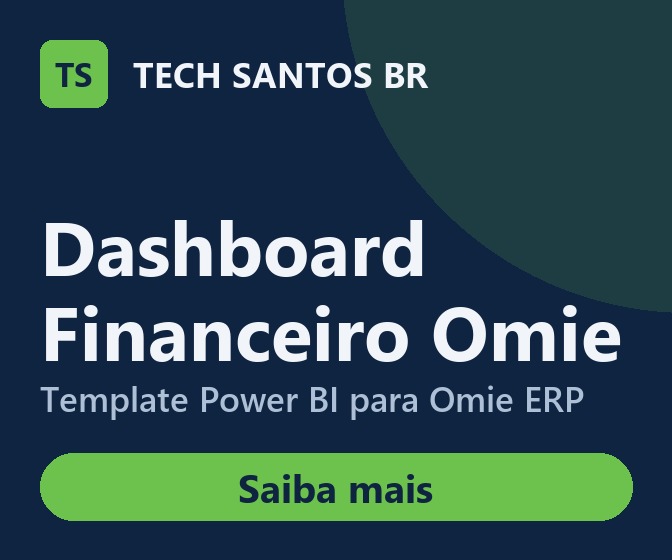 TS TECH SANTOS BR
Dashboard
Financeiro Omie
Template Power BI para Omie ERP
Saiba mais